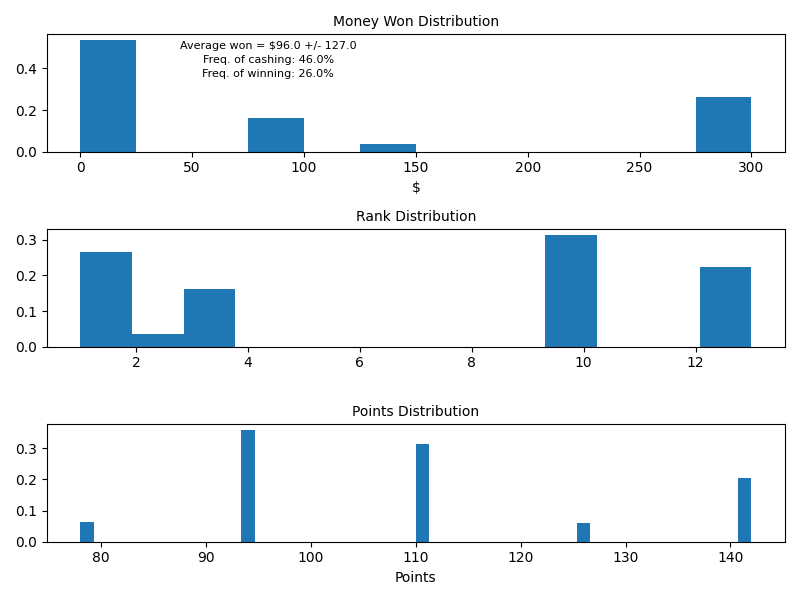 Money Won Distribution
Average won = $96.0 +/- 127.0
Freq. of cashing: 46.0%
Freq. of winning: 26.0%
0.4
0.2
0.0
0 50 100 150 200 250 300
$
Rank Distribution
0.3
0.2
0.1
0.0
2 4 6 8 10 12
Points Distribution
0.3
0.2
0.1
0.0
80 90 100 110 120 130 140
Points